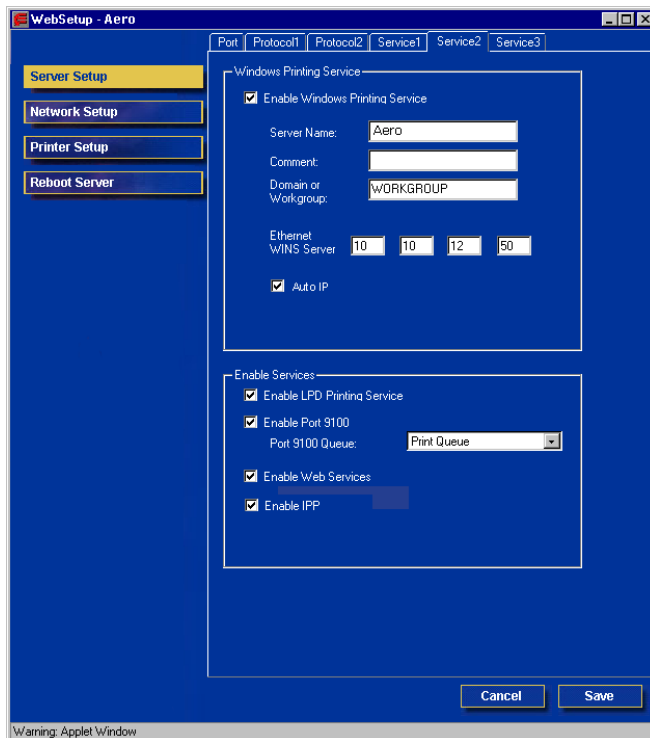 WebSetup - Aero
Port Protocol1 Protocol2 Service1 Service2 Service3
Server Setup
Network Setup
Printer Setup
Reboot Server
Windows Printing Service
Enable Windows Printing Service
Server Name: Aero
Comment:
Domain or
Workgroup: WORKGROUP
Ethernet
WINS Server 10 10 12 50
Auto IP
Enable Services
Enable LPD Printing Service
Enable Port 9100
Port 9100 Queue: Print Queue
Enable Web Services
Enable IPP
Cancel Save
Warning: Applet Window